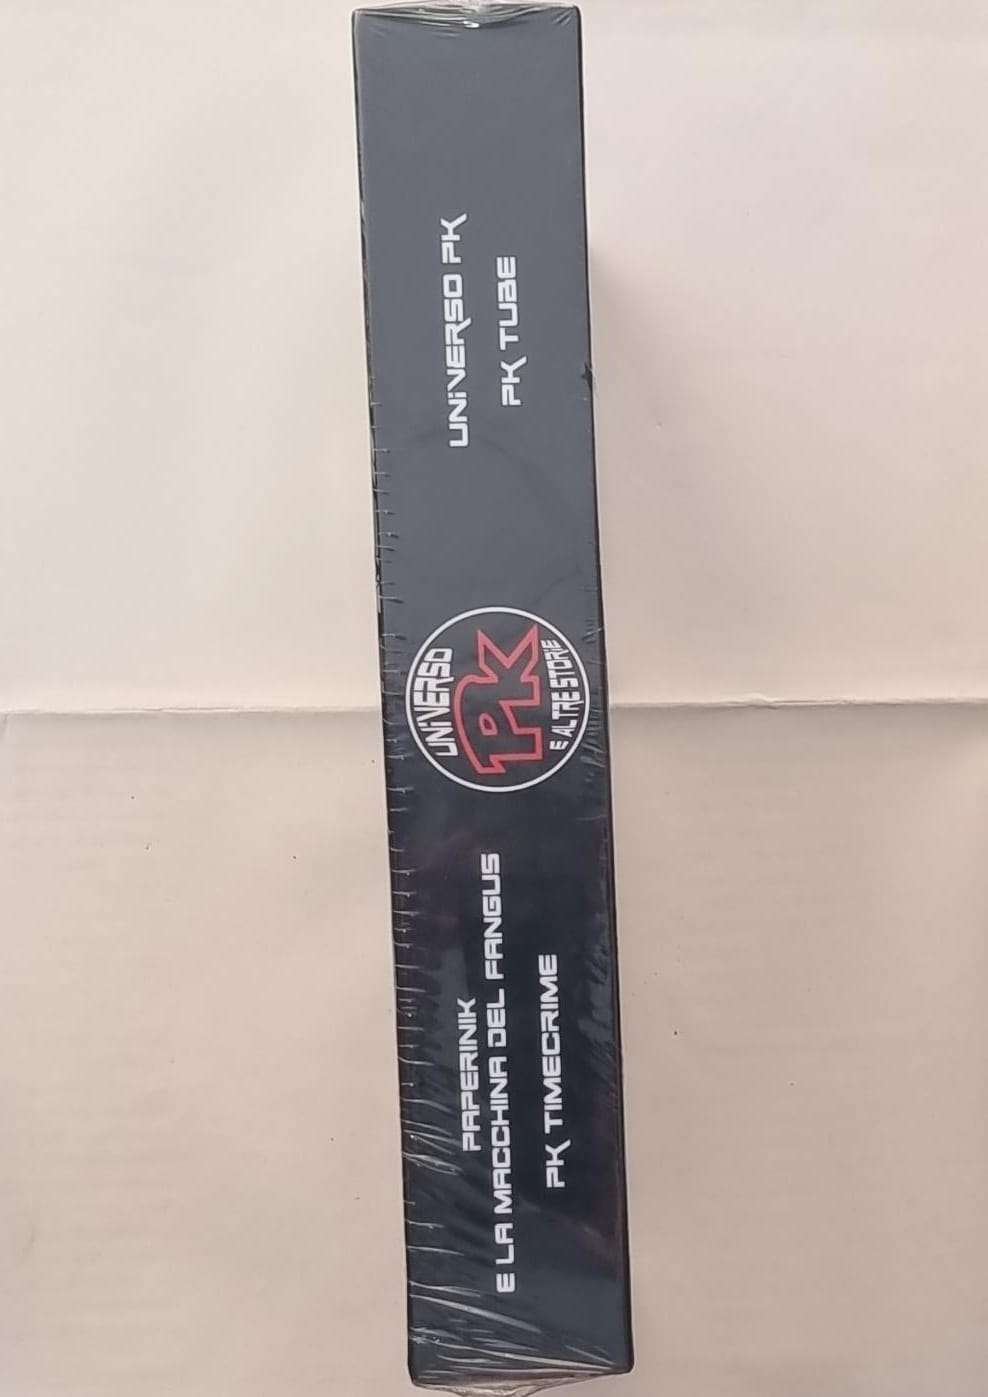 PAPERINIK
E LA MACCHINA DEL FANGUS
PK TIMECRIME
UNIVERSO
PK
E ALTRE STORIE
UNIVERSO PK
PK TUBE